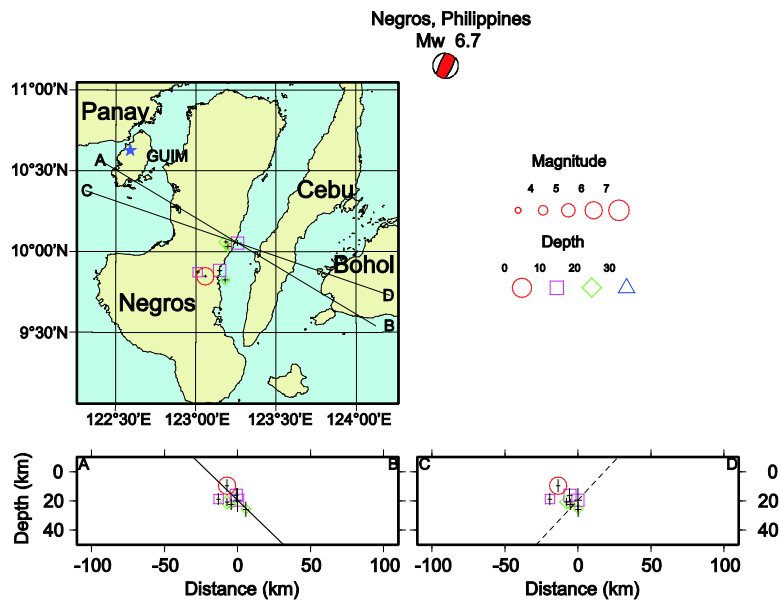 Negros, Philippines
Mw 6.7
11°00'N
10°30'N
10°00'N
9°30'N
122°30'E 123°00'E 123°30'E 124°00'E
Panay
GUIM
A
C
Cebu
Bohol
Negros
D
B
Magnitude
4 5 6 7
Depth
0 10 20 30
A B
C D
Depth (km)
0
20
40
-100 -50 0 50 100
Distance (km)
-100 -50 0 50 100
Distance (km)
0
20
40